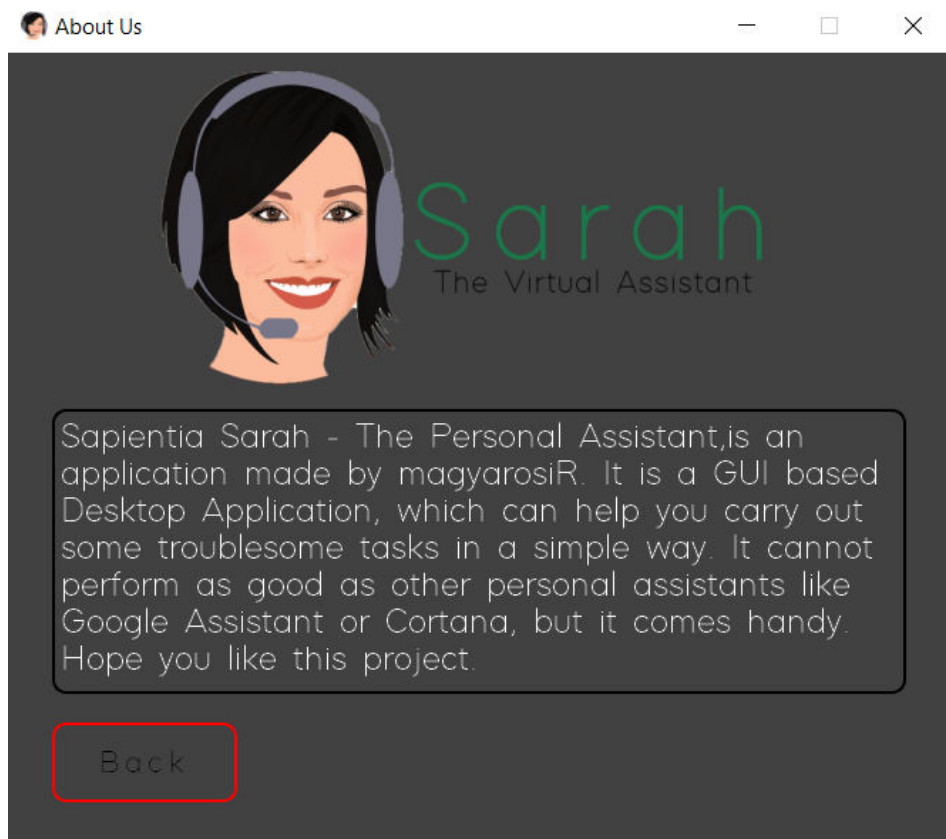 About Us
Sarah
The Virtual Assistant
Sapientia Sarah - The Personal Assistant,is an
application made by magyarosiR. It is a GUI based
Desktop Application, which can help you carry out
some troublesome tasks in a simple way. It cannot
perform as good as other personal assistants like
Google Assistant or Cortana, but it comes handy.
Hope you like this project.
Back